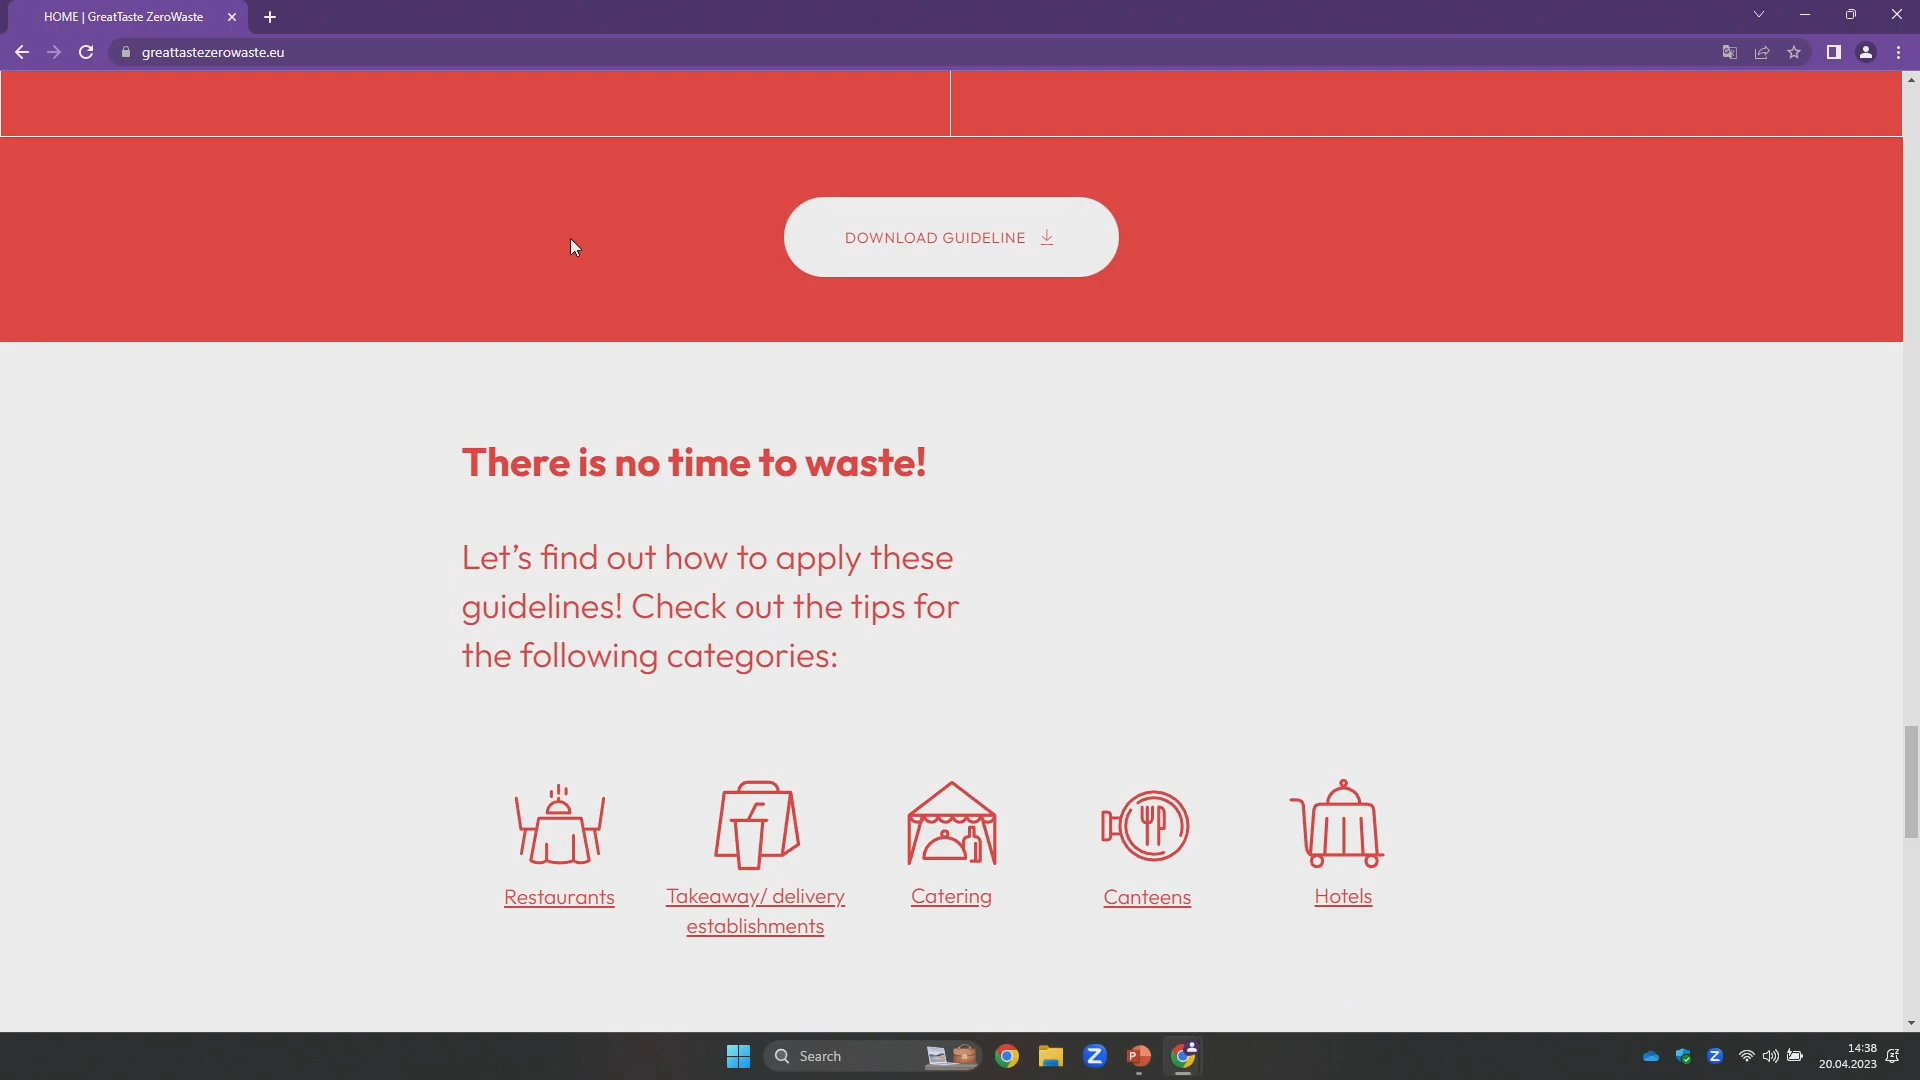 HOME | GreatTaste ZeroWaste
greattastezerowaste.eu
DOWNLOAD GUIDELINE
There is no time to waste!
Let’s find out how to apply these
guidelines! Check out the tips for
the following categories:
Restaurants
Takeaway/ delivery
establishments
Catering
Canteens
Hotels
Search
14:38
20.04.2023